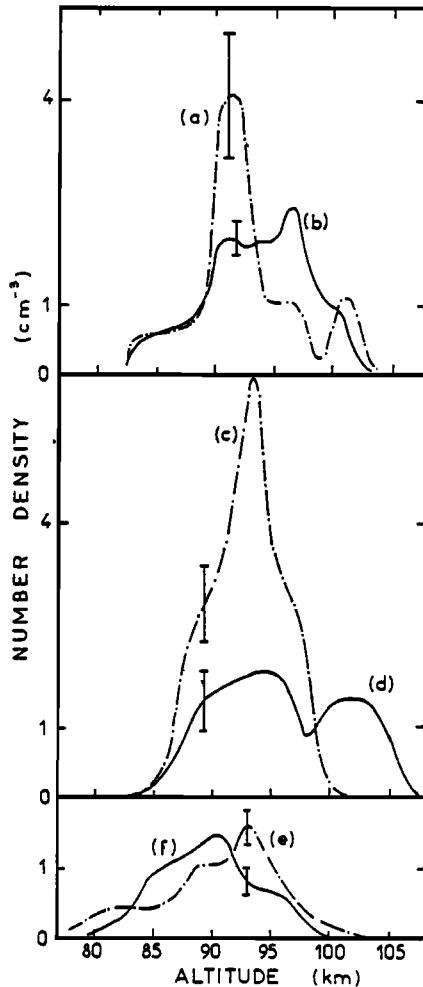 4
(a)
(b)
1
(cm⁻³)
0
(c)
NUMBER DENSITY
4
(d)
1
0
(f)
(e)
1
0
80 85 90 95 100 105
ALTITUDE (km)